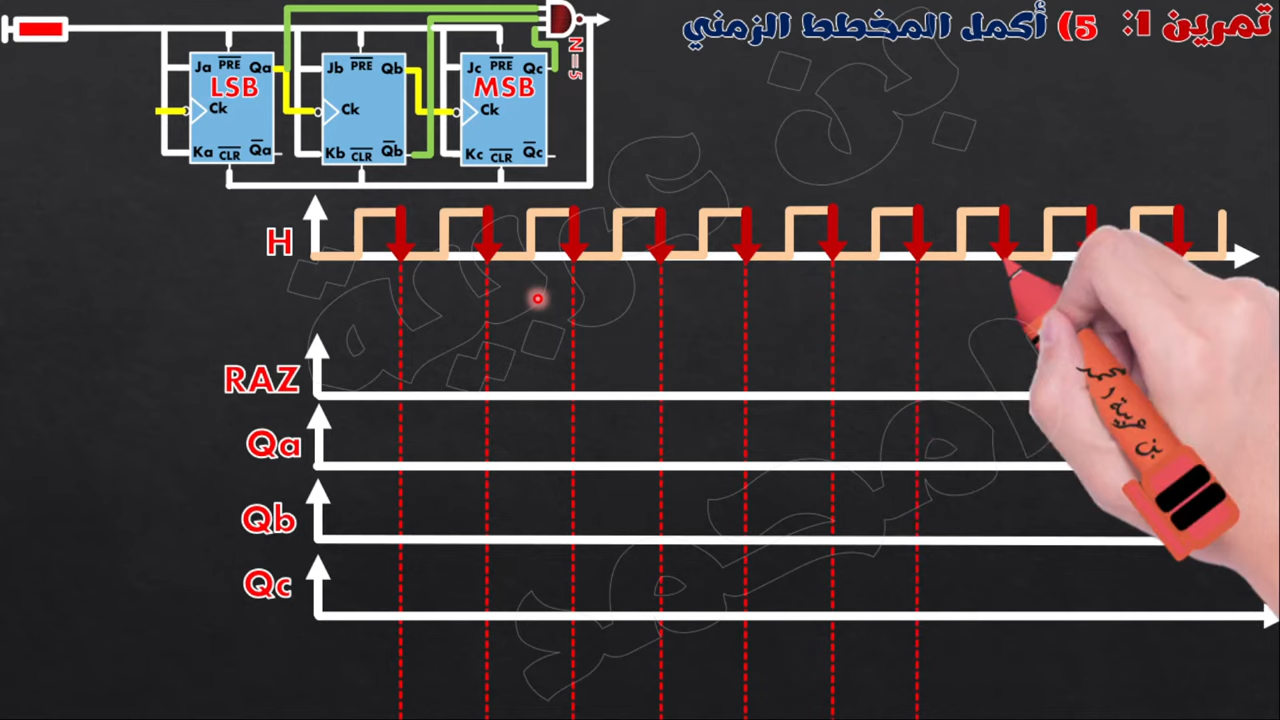 تمرين 1: 5) أكمل المخطط الزمني
Ja PRE Qa
LSB
Ck
Ka CLR Qa
Jb PRE Qb
Ck
Kb CLR Qb
Jc PRE Qc
MSB
Ck
Kc CLR Qc
N=5
H
RAZ
Qa
Qb
Qc